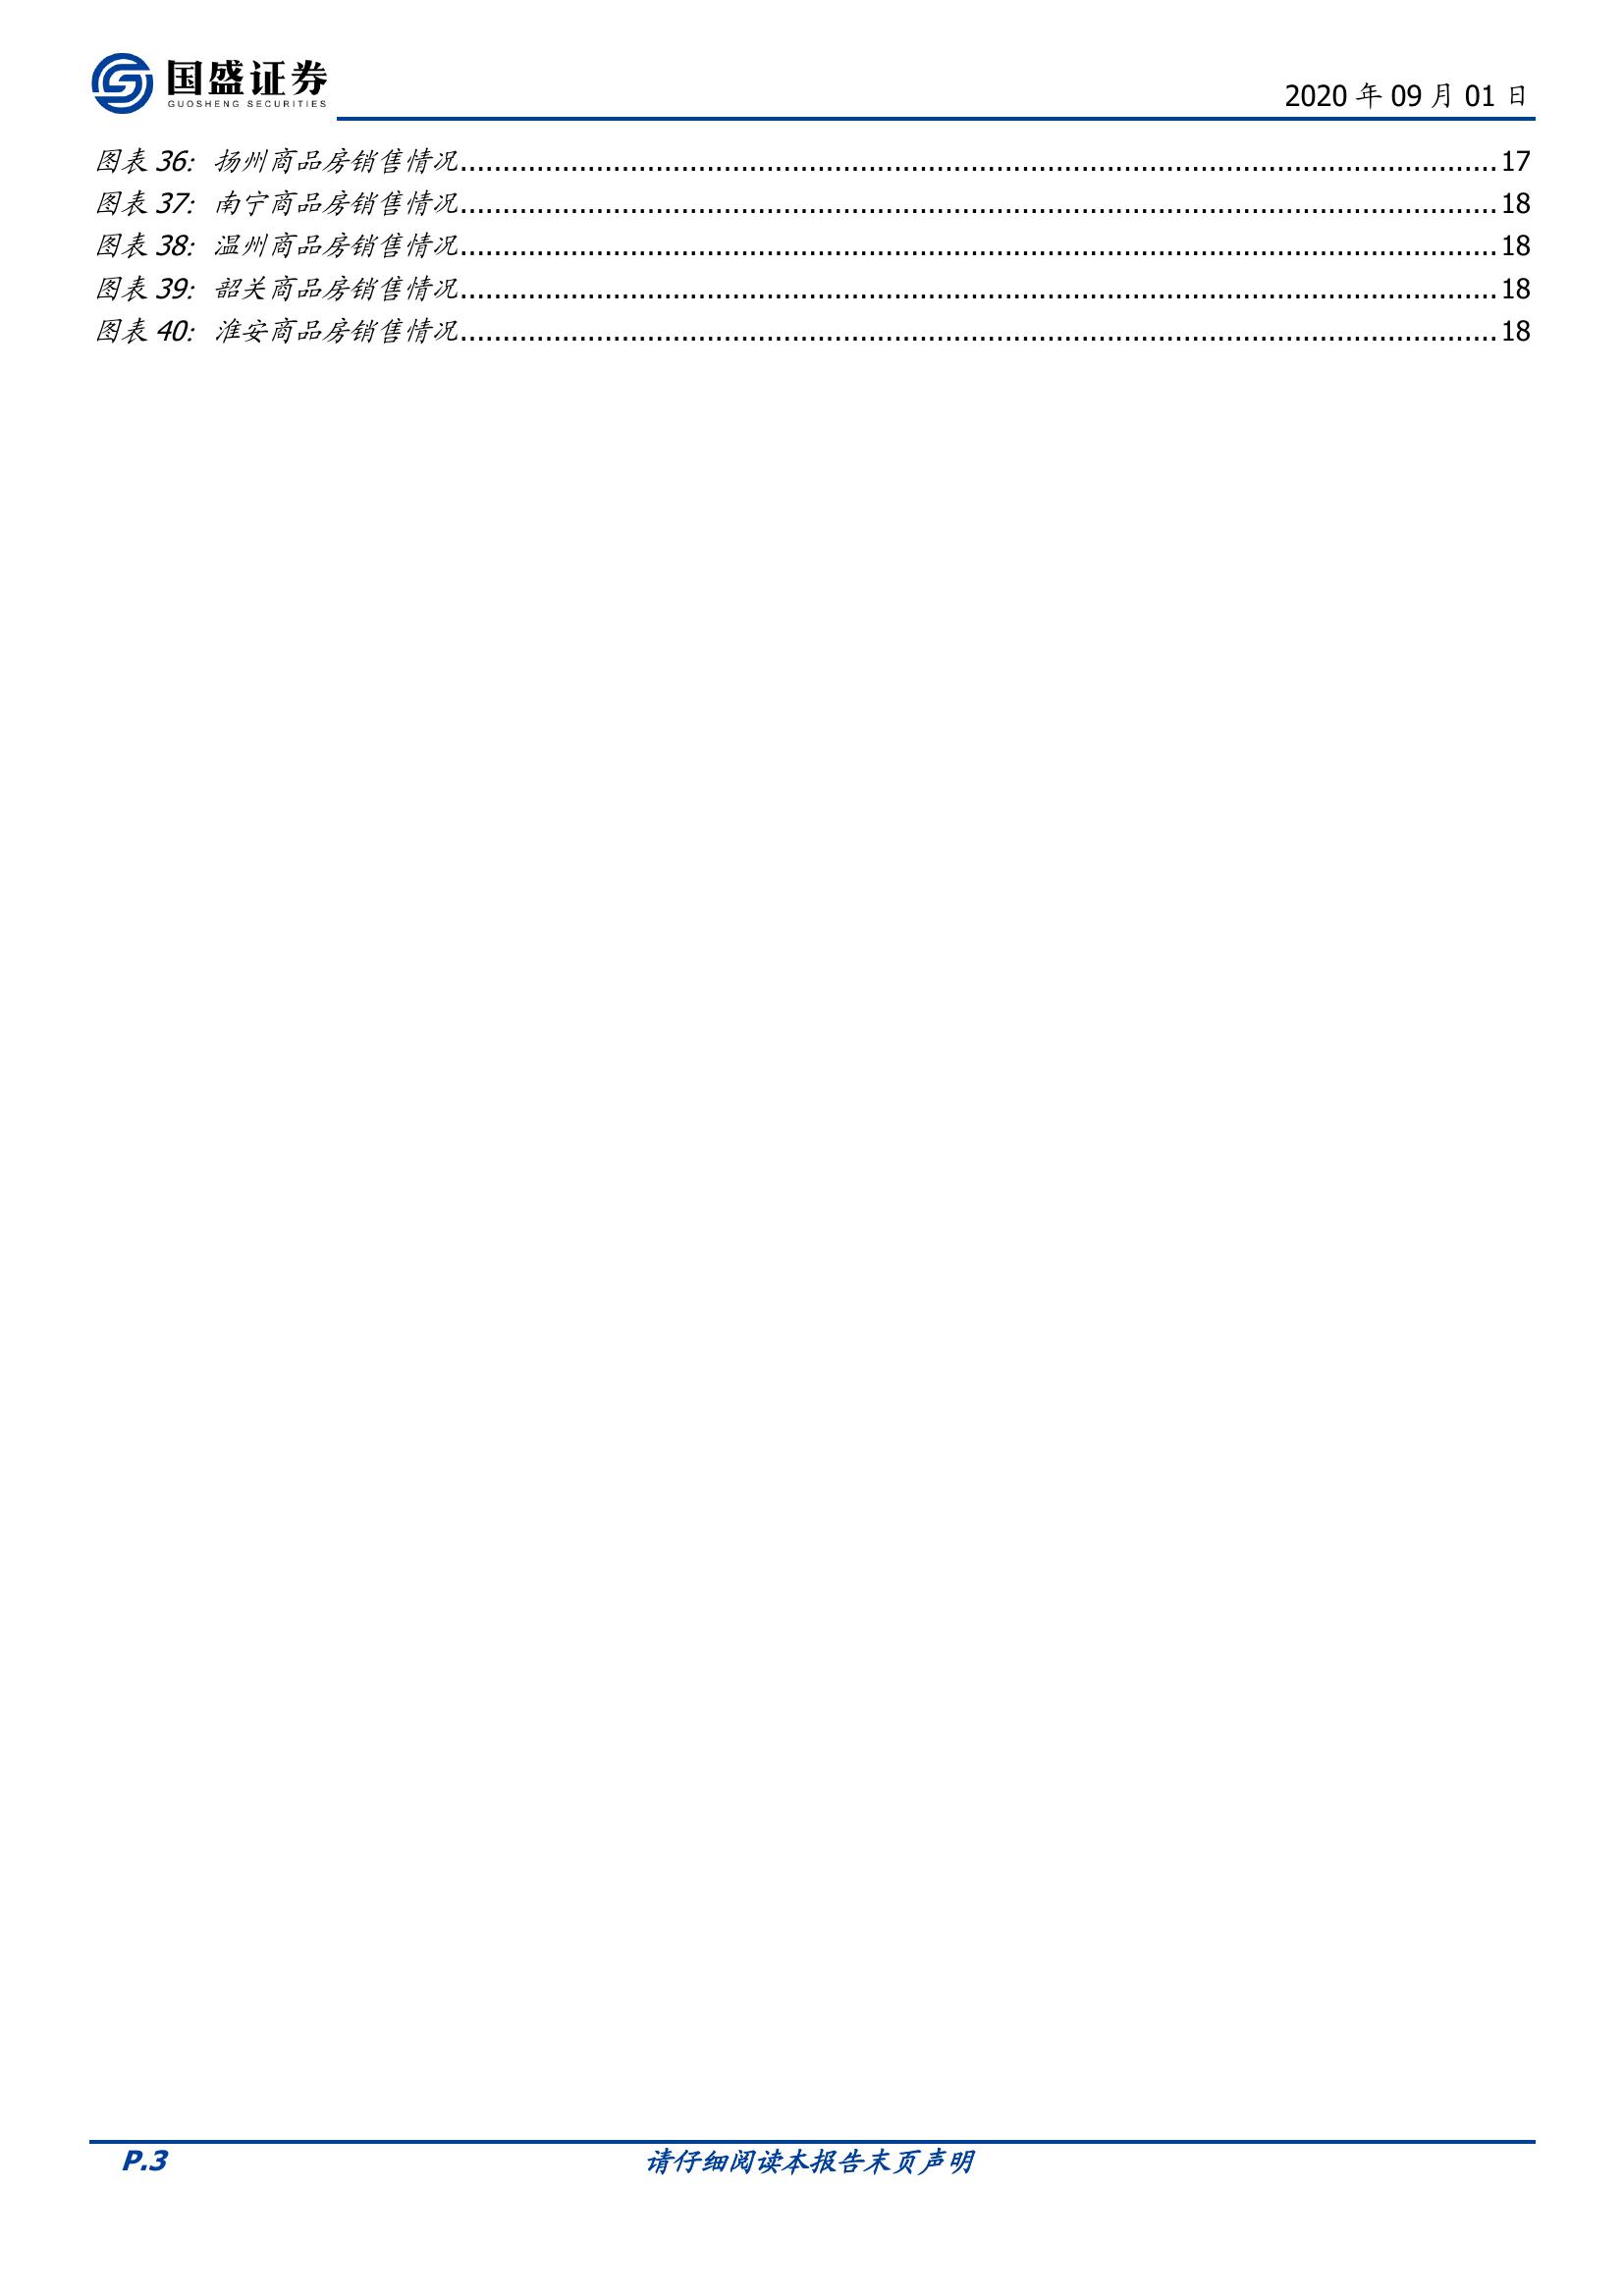 国盛证券
GUOSHENG SECURITIES
2020 年 09 月 01 日
图表 36: 扬州商品房销售情况........................................................................................................................17
图表 37: 南宁商品房销售情况........................................................................................................................18
图表 38: 温州商品房销售情况........................................................................................................................18
图表 39: 韶关商品房销售情况........................................................................................................................18
图表 40: 淮安商品房销售情况........................................................................................................................18
P.3
请仔细阅读本报告末页声明